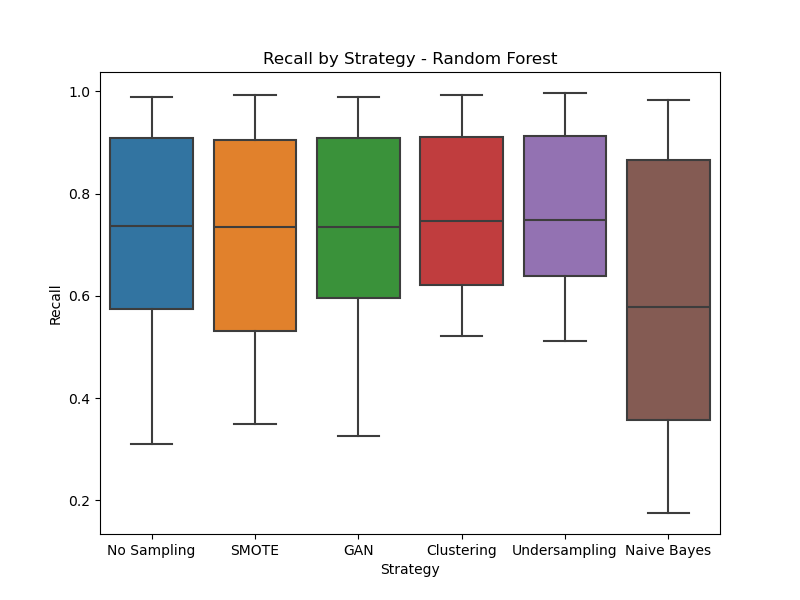 Recall by Strategy - Random Forest
1.0
0.8
0.6
0.4
0.2
Recall
No Sampling SMOTE GAN Clustering Undersampling Naive Bayes
Strategy